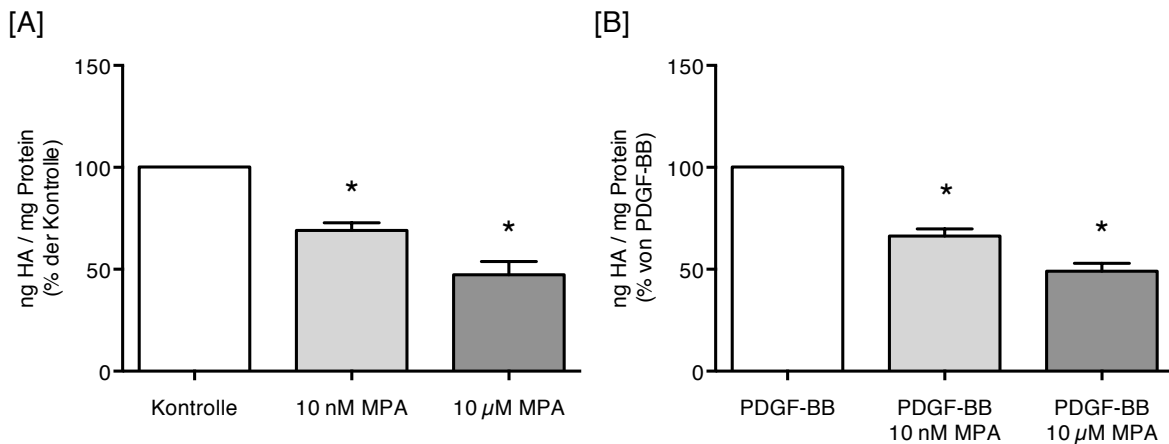 [A]
ng HA / mg Protein
(% der Kontrolle)
150
100
50
0
*
*
Kontrolle
10 nM MPA
10 µM MPA
[B]
ng HA / mg Protein
(% von PDGF-BB)
150
100
50
0
*
*
PDGF-BB
PDGF-BB
10 nM MPA
PDGF-BB
10 µM MPA